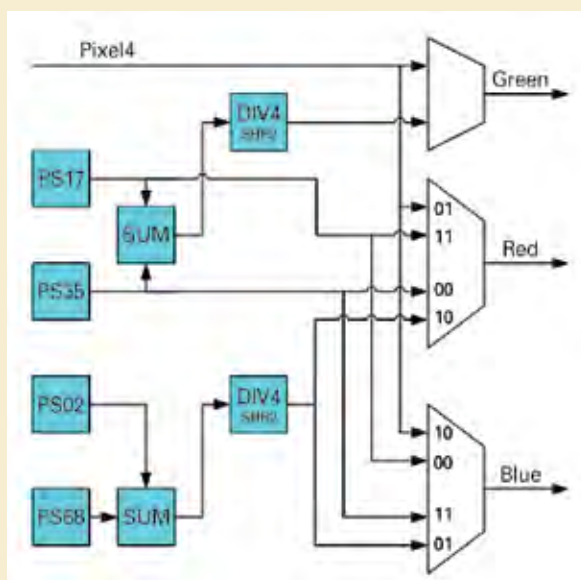 Pixel4
Green
DIV4
SHR2
PS17
01
SUM
11
Red
PS35
00
10
PS02
DIV4
SHR2
10
00
Blue
PS68
SUM
11
01